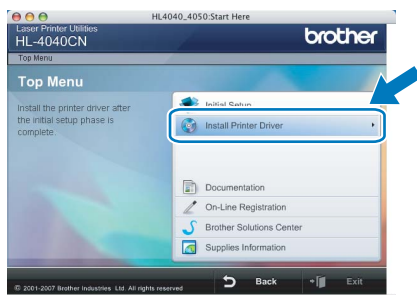 HL4040_4050:Start Here
Laser Printer Utilities
HL-4040CN
brother
Top Menu
Top Menu
Install the printer driver after
the initial setup phase is
complete.
Initial Setup
Install Printer Driver
Documentation
On-Line Registration
Brother Solutions Center
Supplies Information
© 2001-2007 Brother Industries Ltd. All rights reserved
Back
Exit